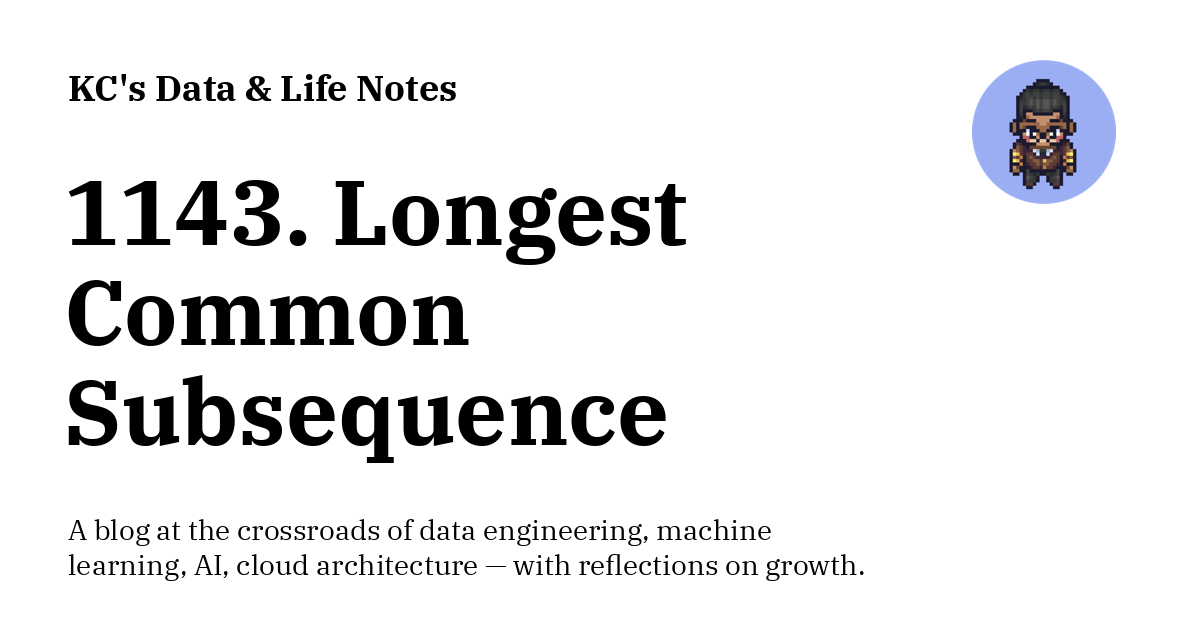 KC's Data & Life Notes
1143. Longest
Common
Subsequence
A blog at the crossroads of data engineering, machine
learning, AI, cloud architecture — with reflections on growth.